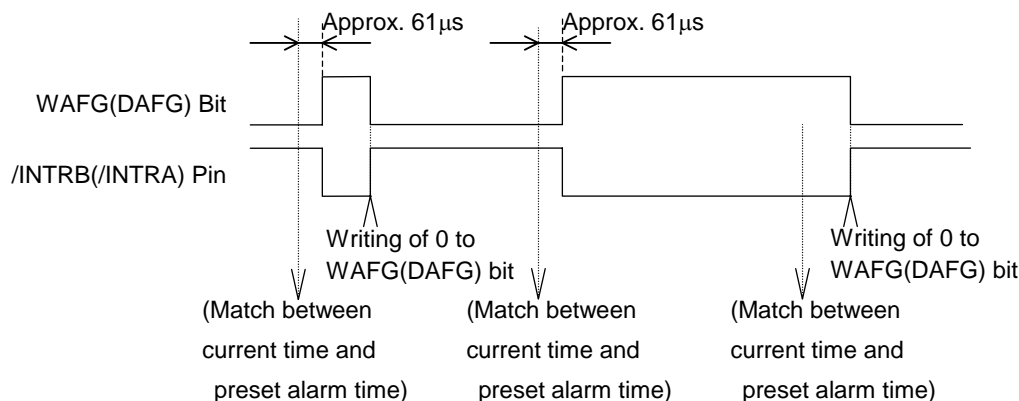 Approx. 61μs
Approx. 61μs
WAFG(DAFG) Bit
/INTRB(/INTRA) Pin
Writing of 0 to
WAFG(DAFG) bit
Writing of 0 to
WAFG(DAFG) bit
(Match between
current time and
preset alarm time)
(Match between
current time and
preset alarm time)
(Match between
current time and
preset alarm time)